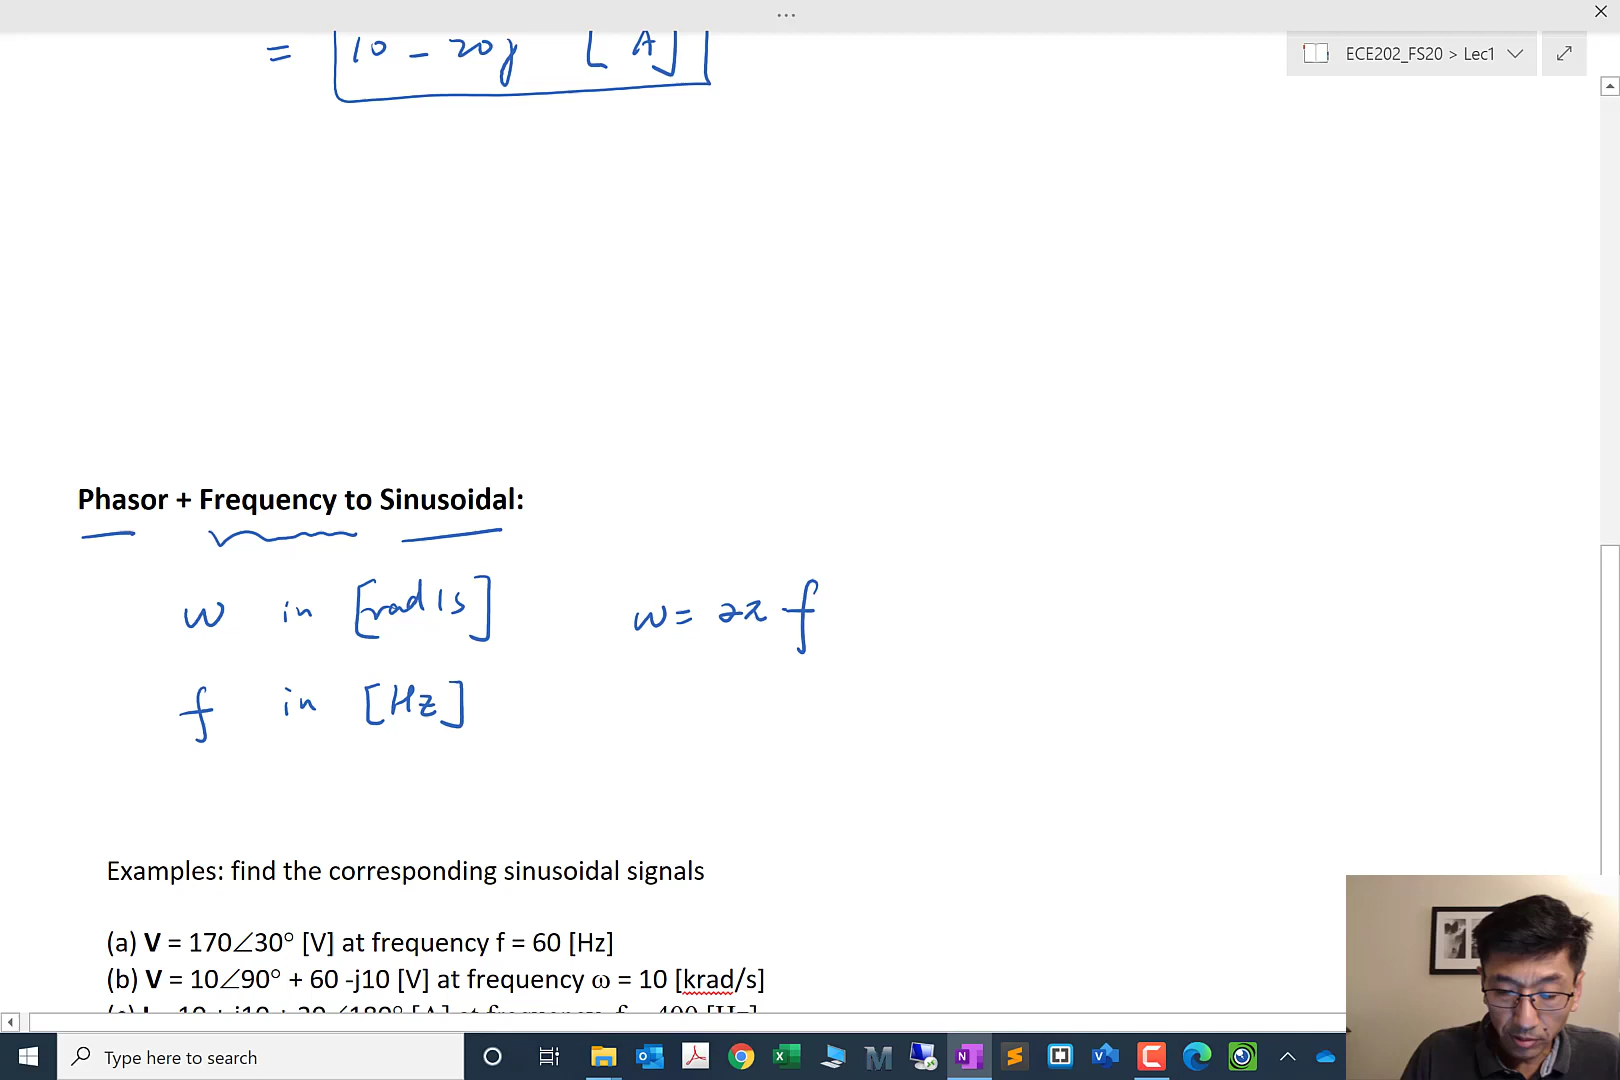 = 10 - 20j [A]
ECE202_FS20 > Lec1
Phasor + Frequency to Sinusoidal:
ω in [rad/s] ω = 2π f
f in [Hz]
Examples: find the corresponding sinusoidal signals
(a) V = 170∠30° [V] at frequency f = 60 [Hz]
(b) V = 10∠90° + 60 -j10 [V] at frequency ω = 10 [krad/s]
Type here to search